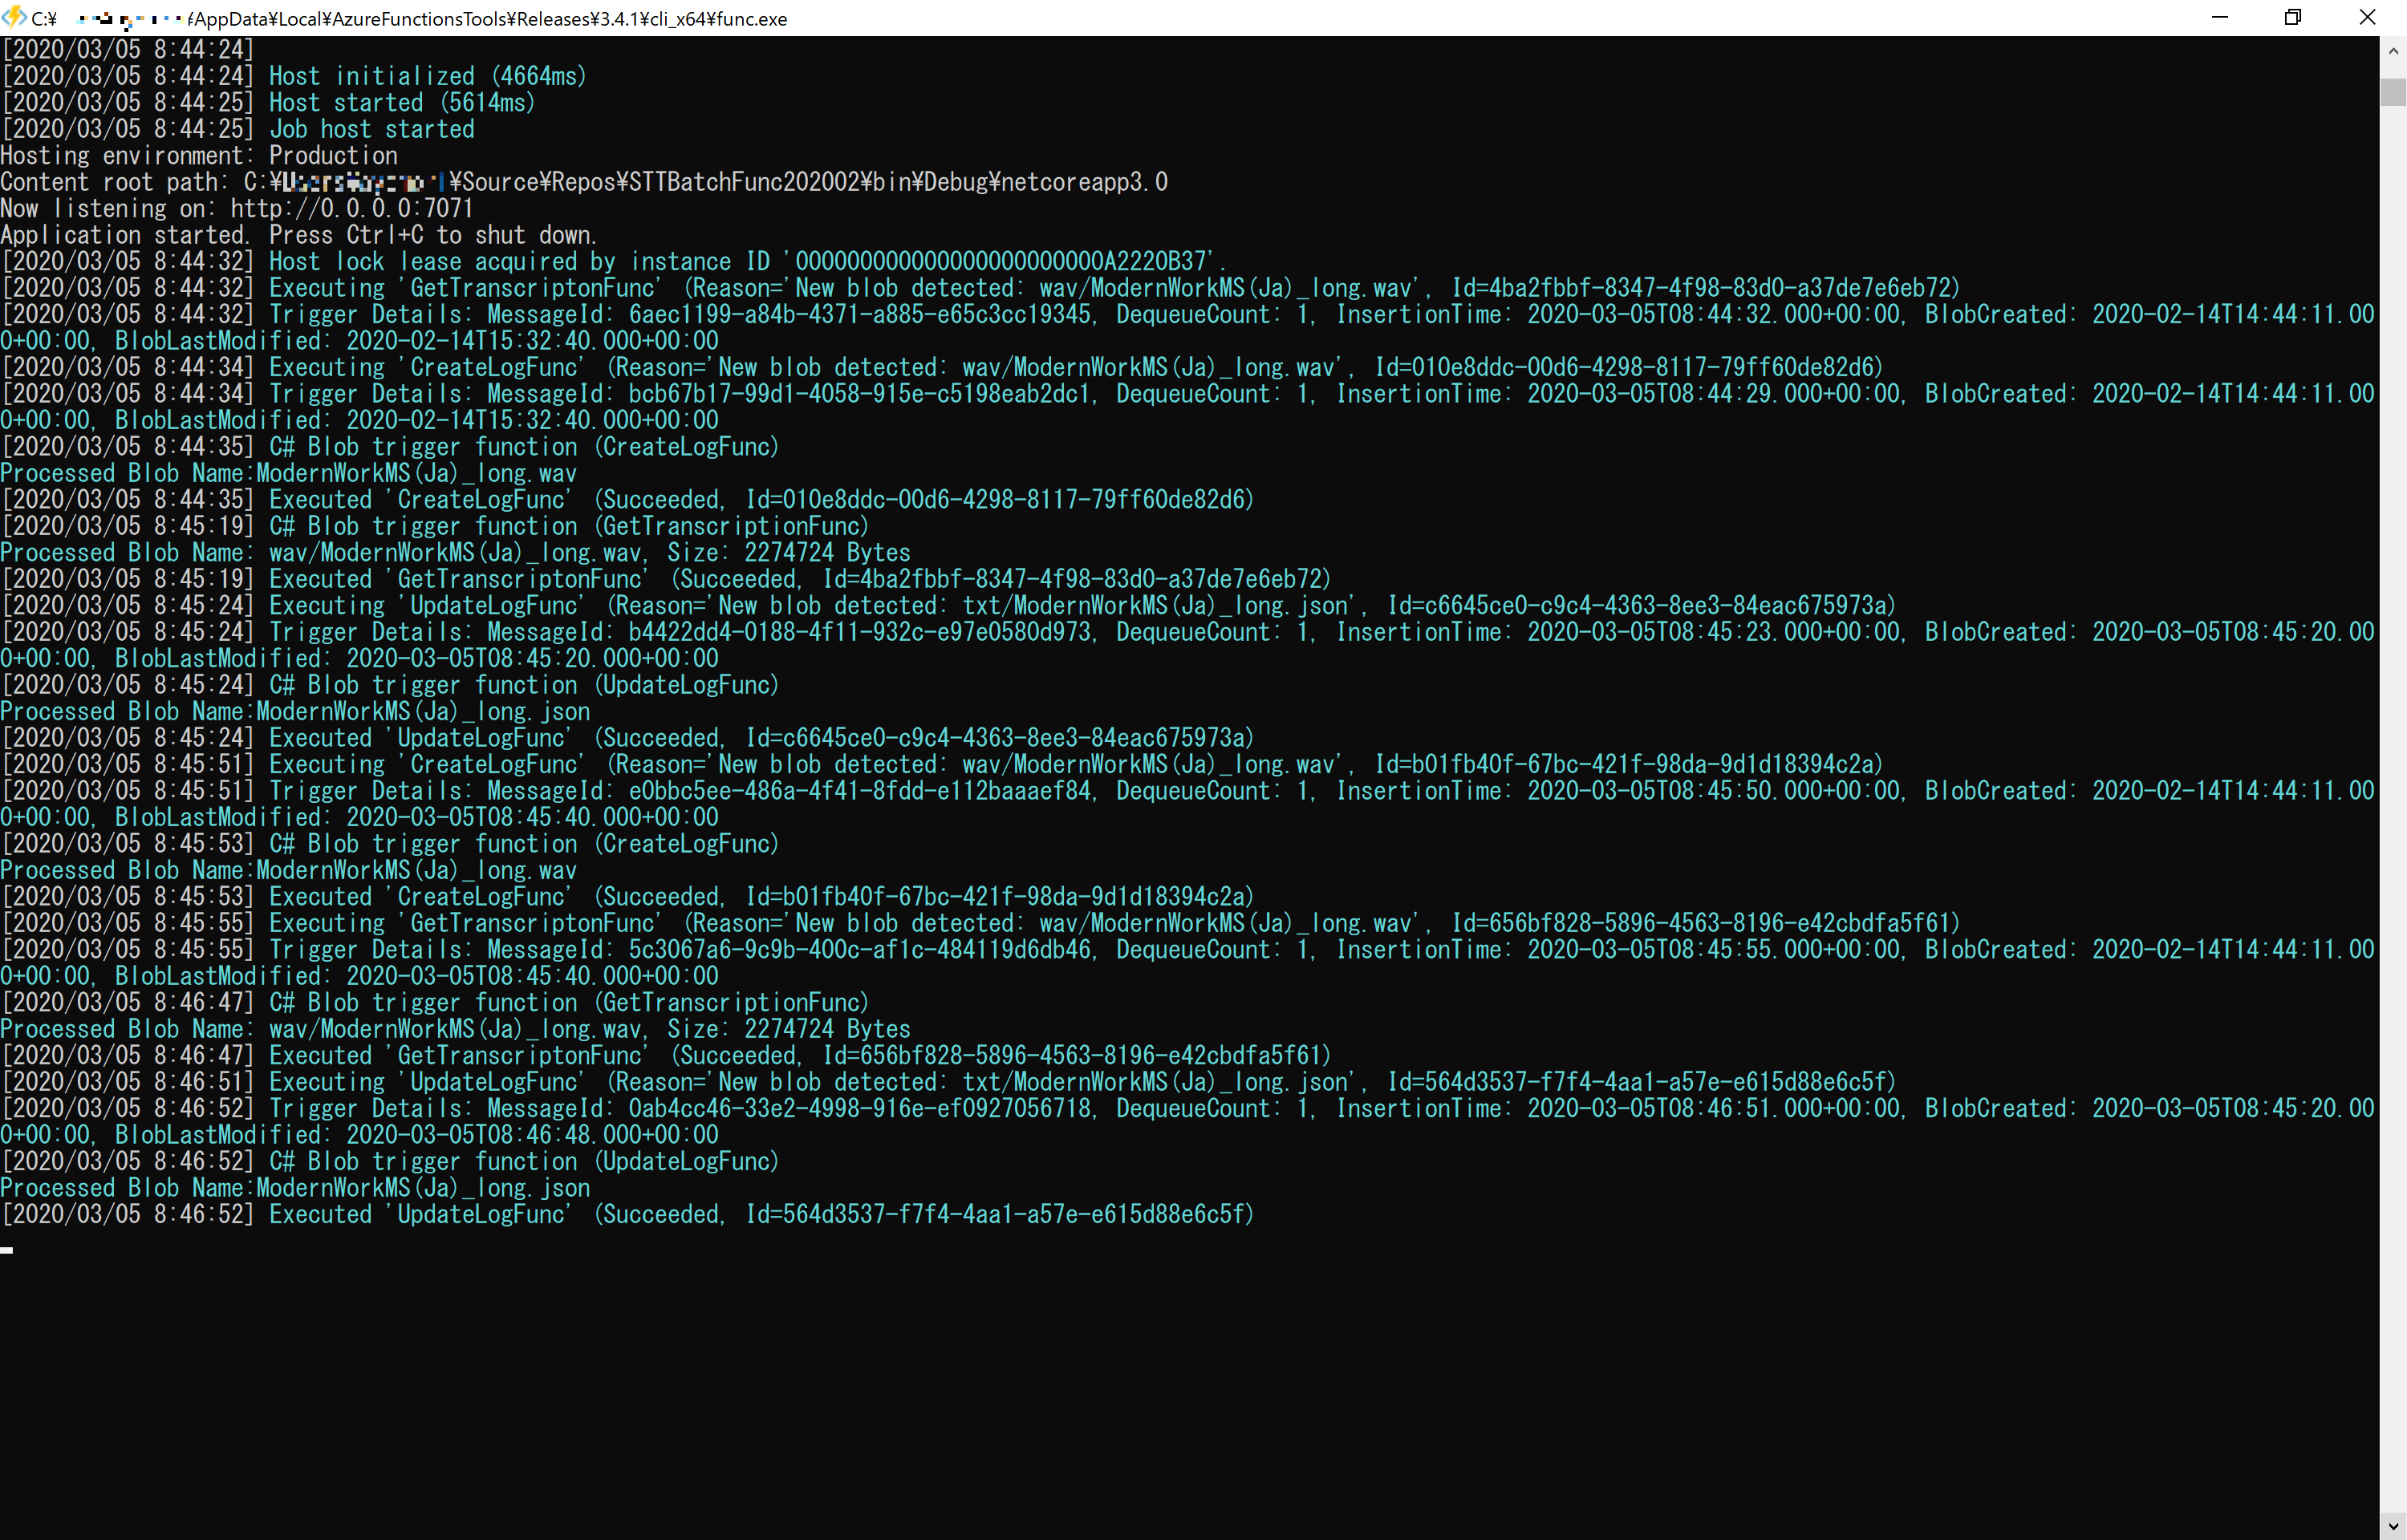 C:¥ ¥AppData¥Local¥AzureFunctionsTools¥Releases¥3.4.1¥cli_x64¥func.exe
[2020/03/05 8:44:24]
[2020/03/05 8:44:24] Host initialized (4664ms)
[2020/03/05 8:44:25] Host started (5614ms)
[2020/03/05 8:44:25] Job host started
Hosting environment: Production
Content root path: C:¥ ¥Source¥Repos¥STTBatchFunc202002¥bin¥Debug¥netcoreapp3.0
Now listening on: http://0.0.0.0:7071
Application started. Press Ctrl+C to shut down.
[2020/03/05 8:44:32] Host lock lease acquired by instance ID '000000000000000000000000A2220B37'.
[2020/03/05 8:44:32] Executing 'GetTranscriptonFunc' (Reason='New blob detected: wav/ModernWorkMS(Ja)_long.wav', Id=4ba2fbbf-8347-4f98-83d0-a37de7e6eb72)
[2020/03/05 8:44:32] Trigger Details: MessageId: 6aec1199-a84b-4371-a885-e65c3cc19345, DequeueCount: 1, InsertionTime: 2020-03-05T08:44:32.000+00:00, BlobCreated: 2020-02-14T14:44:11.00
0+00:00, BlobLastModified: 2020-02-14T15:32:40.000+00:00
[2020/03/05 8:44:34] Executing 'CreateLogFunc' (Reason='New blob detected: wav/ModernWorkMS(Ja)_long.wav', Id=010e8ddc-00d6-4298-8117-79ff60de82d6)
[2020/03/05 8:44:34] Trigger Details: MessageId: bcb67b17-99d1-4058-915e-c5198eab2dc1, DequeueCount: 1, InsertionTime: 2020-03-05T08:44:29.000+00:00, BlobCreated: 2020-02-14T14:44:11.00
0+00:00, BlobLastModified: 2020-02-14T15:32:40.000+00:00
[2020/03/05 8:44:35] C# Blob trigger function (CreateLogFunc)
Processed Blob Name:ModernWorkMS(Ja)_long.wav
[2020/03/05 8:44:35] Executed 'CreateLogFunc' (Succeeded, Id=010e8ddc-00d6-4298-8117-79ff60de82d6)
[2020/03/05 8:45:19] C# Blob trigger function (GetTranscriptionFunc)
Processed Blob Name: wav/ModernWorkMS(Ja)_long.wav, Size: 2274724 Bytes
[2020/03/05 8:45:19] Executed 'GetTranscriptonFunc' (Succeeded, Id=4ba2fbbf-8347-4f98-83d0-a37de7e6eb72)
[2020/03/05 8:45:24] Executing 'UpdateLogFunc' (Reason='New blob detected: txt/ModernWorkMS(Ja)_long.json', Id=c6645ce0-c9c4-4363-8ee3-84eac675973a)
[2020/03/05 8:45:24] Trigger Details: MessageId: b4422dd4-0188-4f11-932c-e97e0580d973, DequeueCount: 1, InsertionTime: 2020-03-05T08:45:23.000+00:00, BlobCreated: 2020-03-05T08:45:20.00
0+00:00, BlobLastModified: 2020-03-05T08:45:20.000+00:00
[2020/03/05 8:45:24] C# Blob trigger function (UpdateLogFunc)
Processed Blob Name:ModernWorkMS(Ja)_long.json
[2020/03/05 8:45:24] Executed 'UpdateLogFunc' (Succeeded, Id=c6645ce0-c9c4-4363-8ee3-84eac675973a)
[2020/03/05 8:45:51] Executing 'CreateLogFunc' (Reason='New blob detected: wav/ModernWorkMS(Ja)_long.wav', Id=b01fb40f-67bc-421f-98da-9d1d18394c2a)
[2020/03/05 8:45:51] Trigger Details: MessageId: e0bbc5ee-486a-4f41-8fdd-e112baaaef84, DequeueCount: 1, InsertionTime: 2020-03-05T08:45:50.000+00:00, BlobCreated: 2020-02-14T14:44:11.00
0+00:00, BlobLastModified: 2020-03-05T08:45:40.000+00:00
[2020/03/05 8:45:53] C# Blob trigger function (CreateLogFunc)
Processed Blob Name:ModernWorkMS(Ja)_long.wav
[2020/03/05 8:45:53] Executed 'CreateLogFunc' (Succeeded, Id=b01fb40f-67bc-421f-98da-9d1d18394c2a)
[2020/03/05 8:45:55] Executing 'GetTranscriptonFunc' (Reason='New blob detected: wav/ModernWorkMS(Ja)_long.wav', Id=656bf828-5896-4563-8196-e42cbdfa5f61)
[2020/03/05 8:45:55] Trigger Details: MessageId: 5c3067a6-9c9b-400c-af1c-484119d6db46, DequeueCount: 1, InsertionTime: 2020-03-05T08:45:55.000+00:00, BlobCreated: 2020-02-14T14:44:11.00
0+00:00, BlobLastModified: 2020-03-05T08:45:40.000+00:00
[2020/03/05 8:46:47] C# Blob trigger function (GetTranscriptionFunc)
Processed Blob Name: wav/ModernWorkMS(Ja)_long.wav, Size: 2274724 Bytes
[2020/03/05 8:46:47] Executed 'GetTranscriptonFunc' (Succeeded, Id=656bf828-5896-4563-8196-e42cbdfa5f61)
[2020/03/05 8:46:51] Executing 'UpdateLogFunc' (Reason='New blob detected: txt/ModernWorkMS(Ja)_long.json', Id=564d3537-f7f4-4aa1-a57e-e615d88e6c5f)
[2020/03/05 8:46:52] Trigger Details: MessageId: 0ab4cc46-33e2-4998-916e-ef0927056718, DequeueCount: 1, InsertionTime: 2020-03-05T08:46:51.000+00:00, BlobCreated: 2020-03-05T08:45:20.00
0+00:00, BlobLastModified: 2020-03-05T08:46:48.000+00:00
[2020/03/05 8:46:52] C# Blob trigger function (UpdateLogFunc)
Processed Blob Name:ModernWorkMS(Ja)_long.json
[2020/03/05 8:46:52] Executed 'UpdateLogFunc' (Succeeded, Id=564d3537-f7f4-4aa1-a57e-e615d88e6c5f)